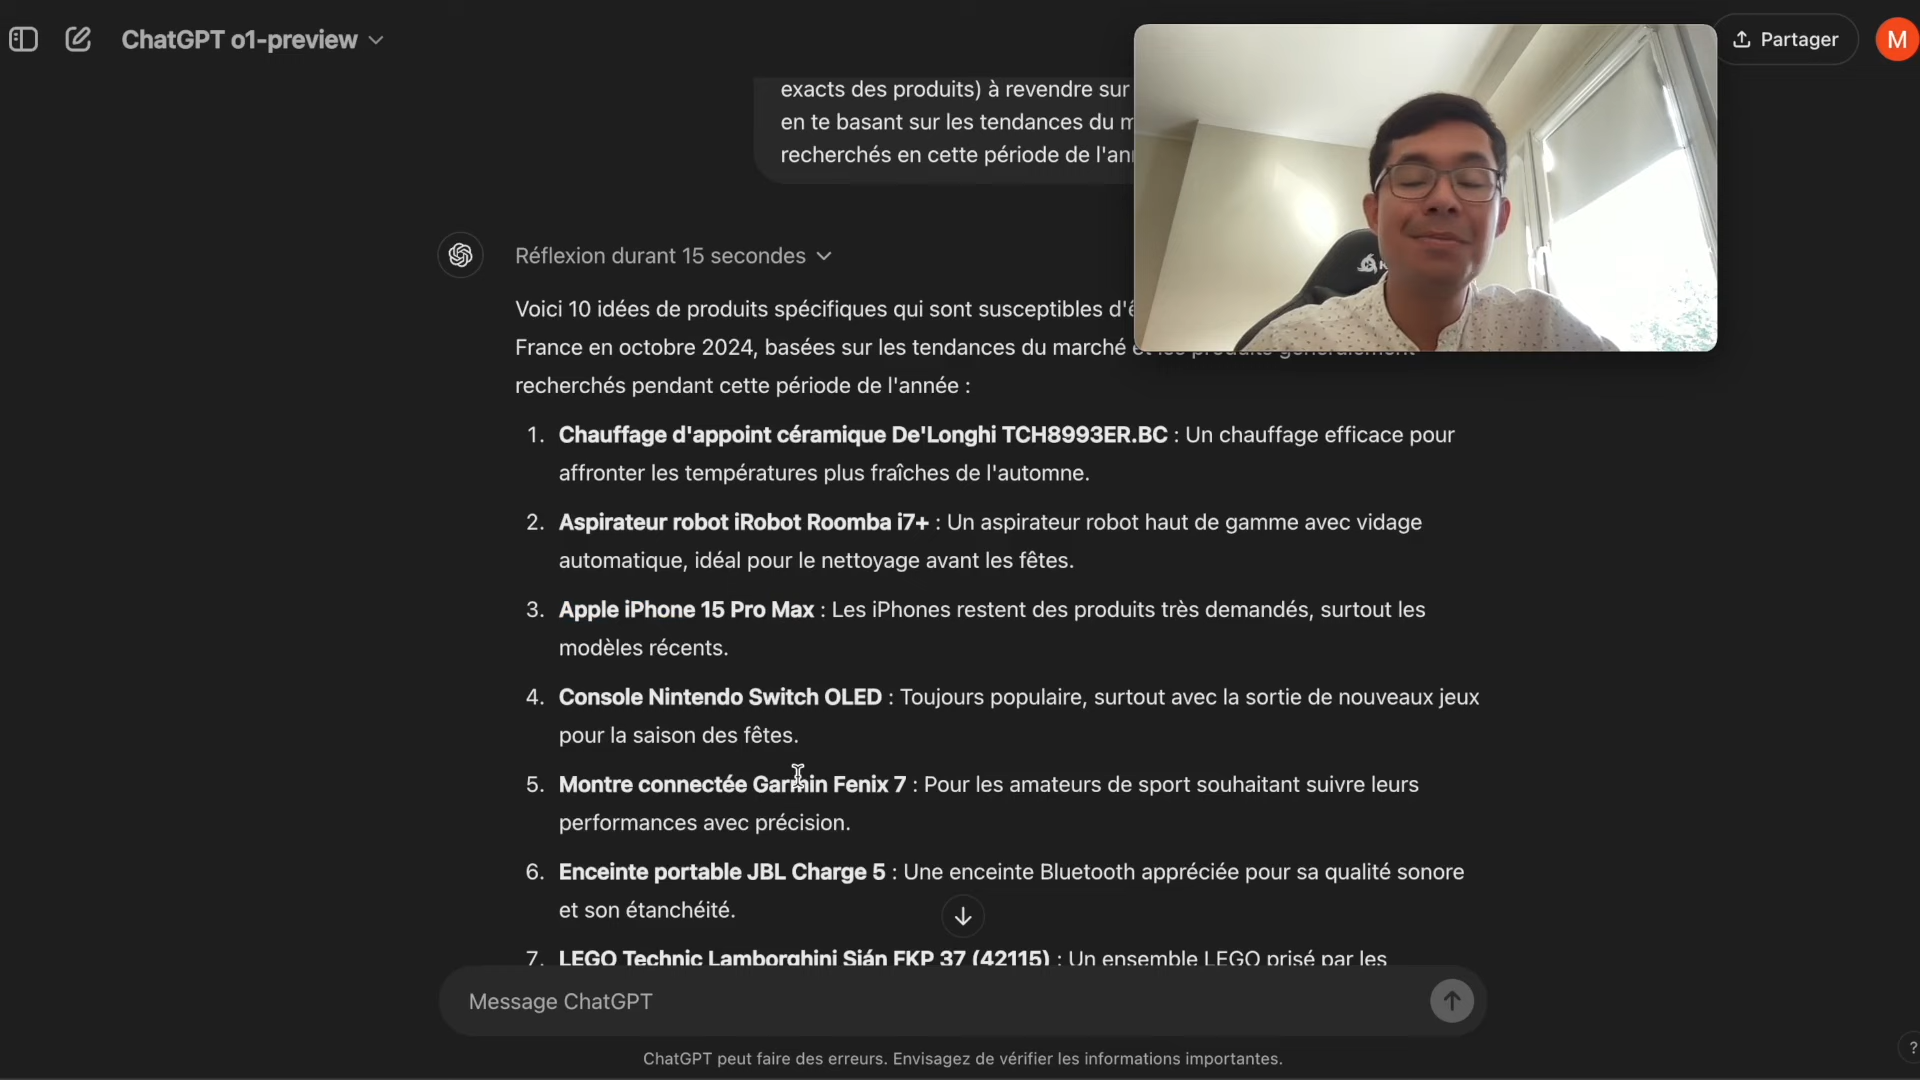 ChatGPT o1-preview
Partager
M
exacts des produits) à revendre sur
en te basant sur les tendances du
recherchés en cette période de
Réflexion durant 15 secondes
Voici 10 idées de produits spécifiques qui sont susceptibles
France en octobre 2024, basées sur les tendances du marché et les produits généralement
recherchés pendant cette période de l'année :
1. Chauffage d'appoint céramique De'Longhi TCH8993ER.BC : Un chauffage efficace pour
affronter les températures plus fraîches de l'automne.
2. Aspirateur robot iRobot Roomba i7+ : Un aspirateur robot haut de gamme avec vidage
automatique, idéal pour le nettoyage avant les fêtes.
3. Apple iPhone 15 Pro Max : Les iPhones restent des produits très demandés, surtout les
modèles récents.
4. Console Nintendo Switch OLED : Toujours populaire, surtout avec la sortie de nouveaux jeux
pour la saison des fêtes.
5. Montre connectée Garmin Fenix 7 : Pour les amateurs de sport souhaitant suivre leurs
performances avec précision.
6. Enceinte portable JBL Charge 5 : Une enceinte Bluetooth appréciée pour sa qualité sonore
et son étanchéité.
7. LEGO Technic Lamborghini Sián FKP 37 (42115) : Un ensemble LEGO prisé par les
Message ChatGPT
ChatGPT peut faire des erreurs. Envisagez de vérifier les informations importantes.
?